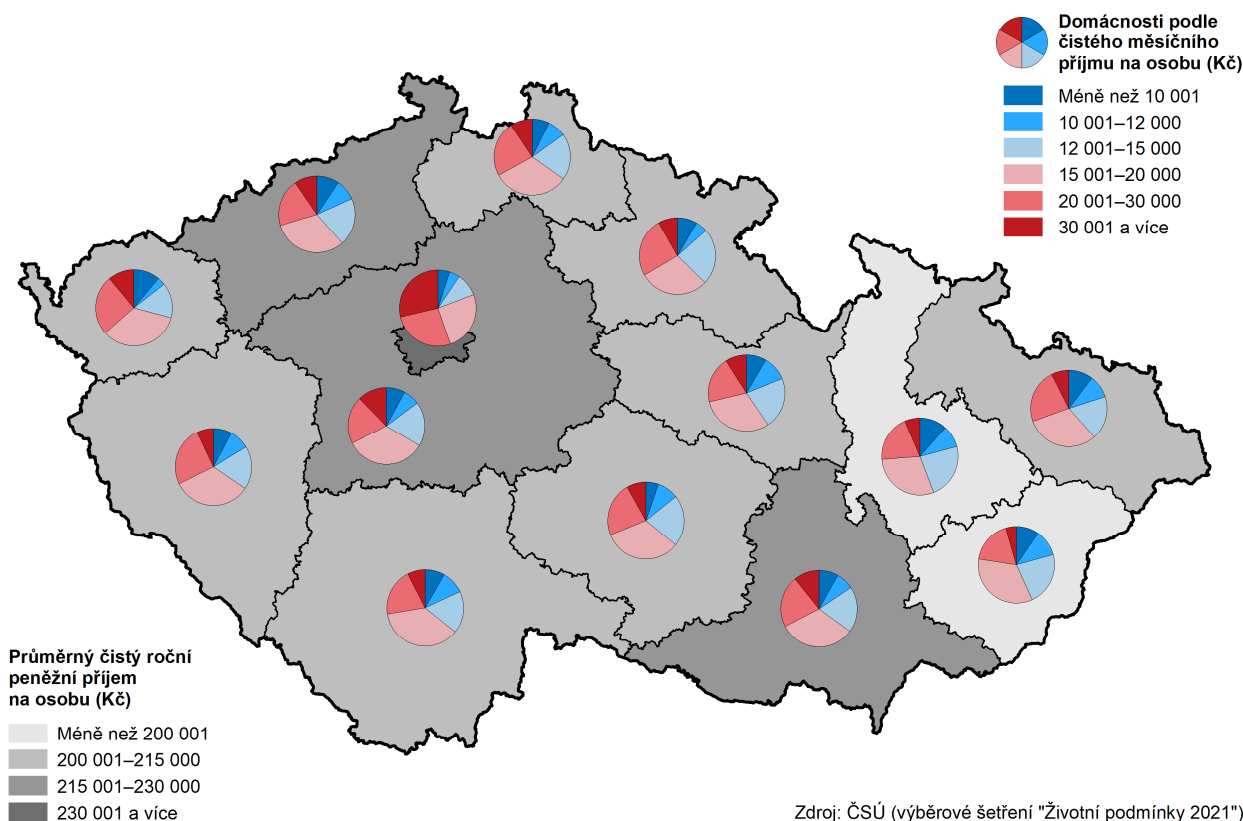 Domácnosti podle
čistého měsíčního
příjmu na osobu (Kč)
Méně než 10 001
10 001–12 000
12 001–15 000
15 001–20 000
20 001–30 000
30 001 a více
Průměrný čistý roční
peněžní příjem
na osobu (Kč)
Méně než 200 001
200 001–215 000
215 001–230 000
230 001 a více
Zdroj: ČSÚ (výběrové šetření "Životní podmínky 2021")